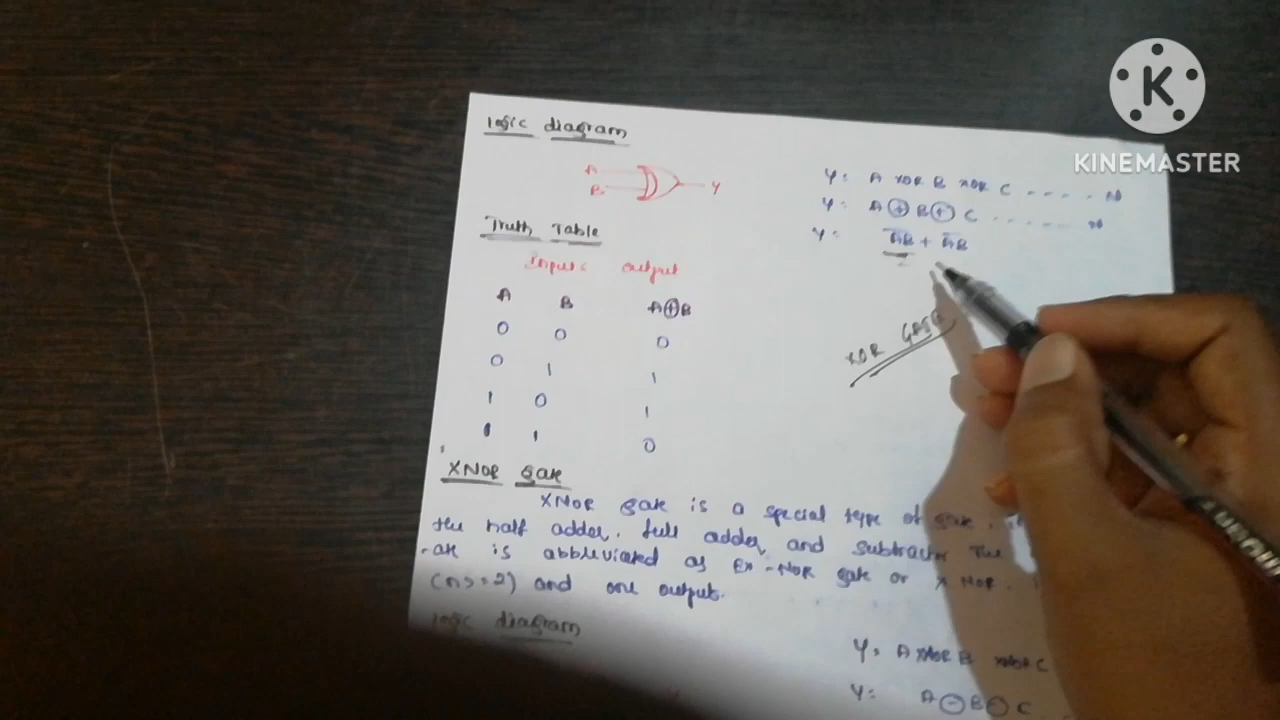 KINEMASTER
logic diagram
A
B
Y
Y= A XOR B XOR C ----- N
Y= A ⊕ B ⊕ C ------ N
Y= A̅B + A̅B
XOR
Truth Table
Inputs output
A B A⊕B
0 0 0
0 1 1
1 0 1
1 1 0
XNOR gate
XNOR gate is a special type of gate.
the half adder, full adder and subtractor The
-ate is abbreviated as Ex-NOR gate or X NOR.
(n>=2) and one output.
logic diagram
Y= A XNOR B XNOR C
Y= A ⊖ B ⊖ C